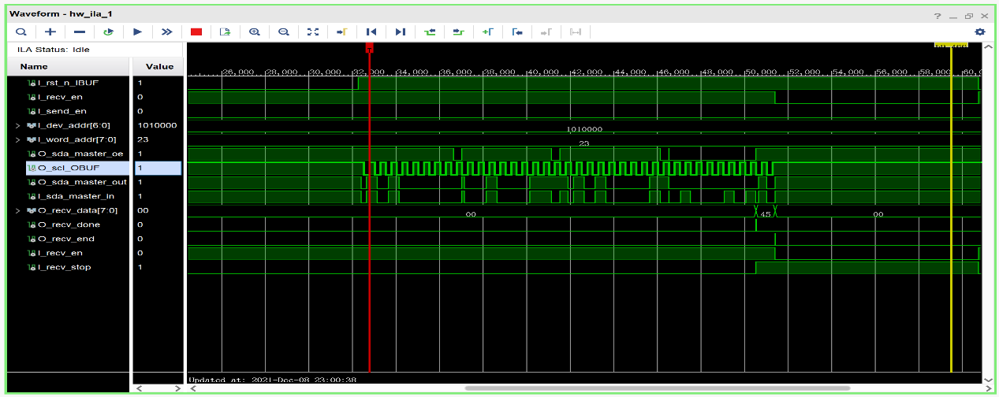 Waveform - hw_ila_1
ILA Status: Idle
Name Value
I_rst_n_IBUF 1
I_recv_en 0
I_send_en 0
I_dev_addr[6:0] 1010000
I_word_addr[7:0] 23
O_sda_master_oe 1
O_scl_OBUF 1
O_sda_master_out 1
I_sda_master_in 1
O_recv_data[7:0] 00
O_recv_done 0
O_recv_end 0
I_recv_en 0
I_recv_stop 1
26,000 28,000 30,000 32,000 34,000 36,000 38,000 40,000 42,000 44,000 46,000 48,000 50,000 52,000 54,000 56,000 58,000
1010000
23
00 45 00
Updated at: 2021-Dec-08 23:00:38